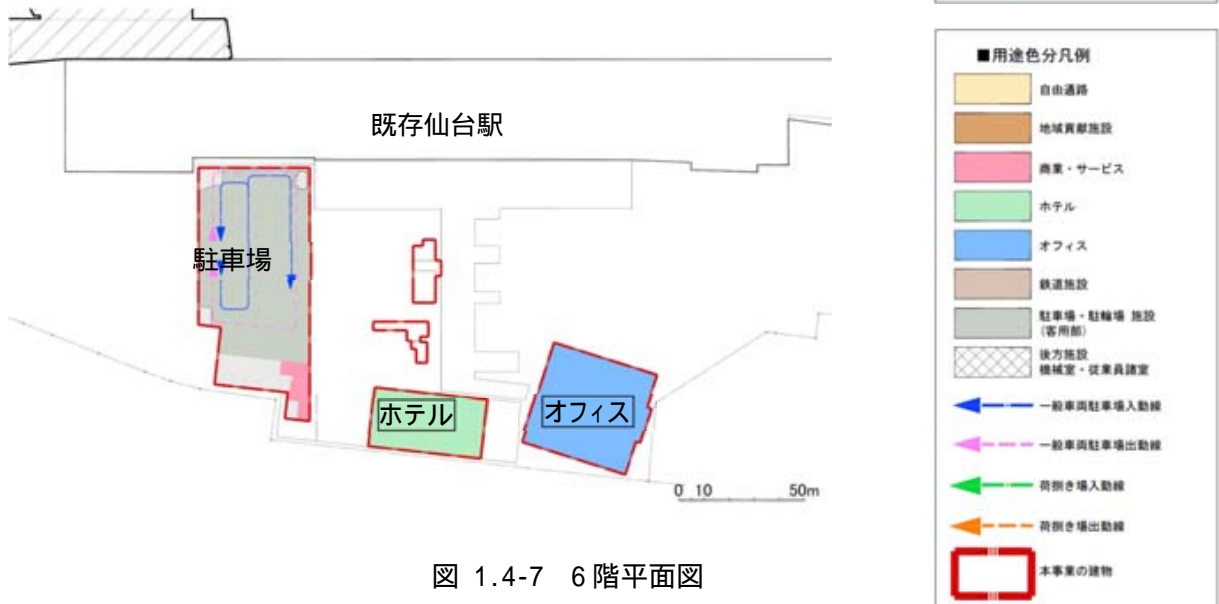 既存仙台駅
駐車場
ホテル
オフィス
0 10 50m
図 1.4-7 6階平面図
■用途色分凡例
自由通路
地域貢献施設
商業・サービス
ホテル
オフィス
鉄道施設
駐車場・駐輪場 施設
(客用部)
後方施設
機械室・従業員諸室
一般車両駐車場入動線
一般車両駐車場出動線
荷捌き場入動線
荷捌き場出動線
本事業の建物